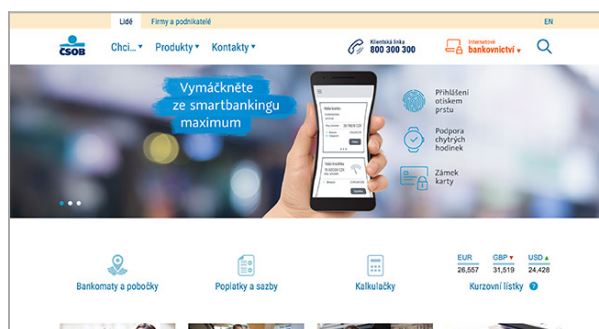 Lidé Firmy a podnikatelé EN
ČSOB Chci... Produkty Kontakty Klientská linka 800 300 300 Internetové bankovnictví
Vymáčkněte
ze smartbankingu
maximum
Přihlášení
otiskem
prstu
Podpora
chytrých
hodinek
Zámek
karty
Bankomaty a pobočky
Poplatky a sazby
Kalkulačky
EUR GBP USD
26,557 31,519 24,428
Kurzovní lístky ?